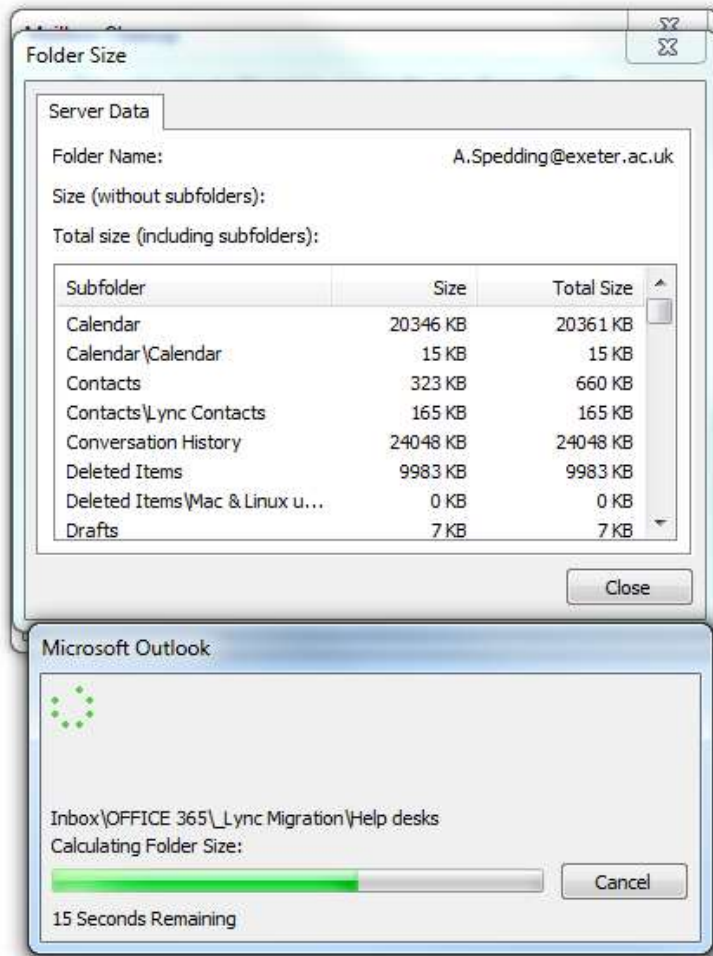 Folder Size
Server Data
Folder Name: A.Spedding@exeter.ac.uk
Size (without subfolders):
Total size (including subfolders):
Subfolder Size Total Size
Calendar 20346 KB 20361 KB
Calendar\Calendar 15 KB 15 KB
Contacts 323 KB 660 KB
Contacts\Lync Contacts 165 KB 165 KB
Conversation History 24048 KB 24048 KB
Deleted Items 9983 KB 9983 KB
Deleted Items\Mac & Linux u... 0 KB 0 KB
Drafts 7 KB 7 KB
Close
Microsoft Outlook
Inbox\OFFICE 365\_Lync Migration\Help desks
Calculating Folder Size:
Cancel
15 Seconds Remaining